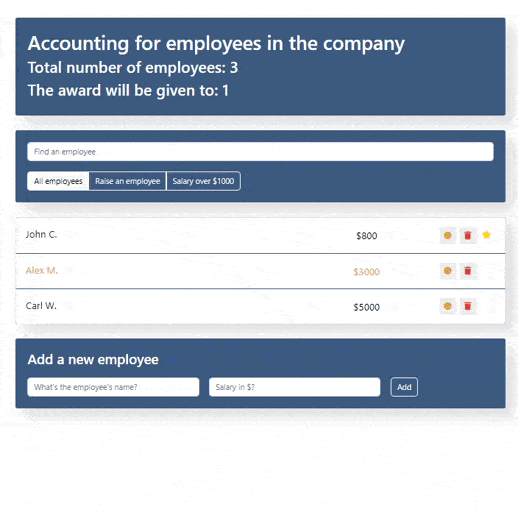 Accounting for employees in the company
Total number of employees: 3
The award will be given to: 1
Find an employee
All employees Raise an employee Salary over $1000
John C. $800
Alex M. $3000
Carl W. $5000
Add a new employee
What's the employee's name? Salary in $? Add